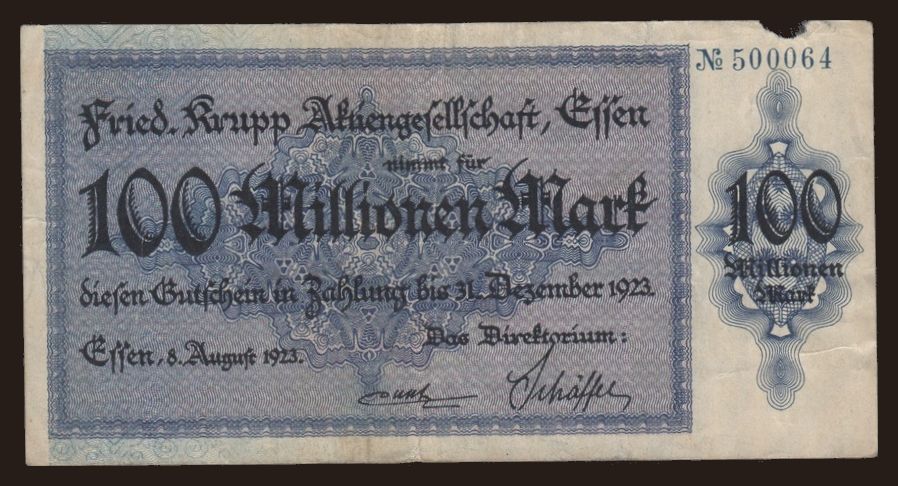 № 500064
Fried. Krupp Aktiengesellschaft, Essen
nimmt für
100 Millionen Mark
diesen Gutschein in Zahlung bis 31. Dezember 1923.
Das Direktorium:
Essen, 8. August 1923.
Schäffer
100
Millionen
Mark